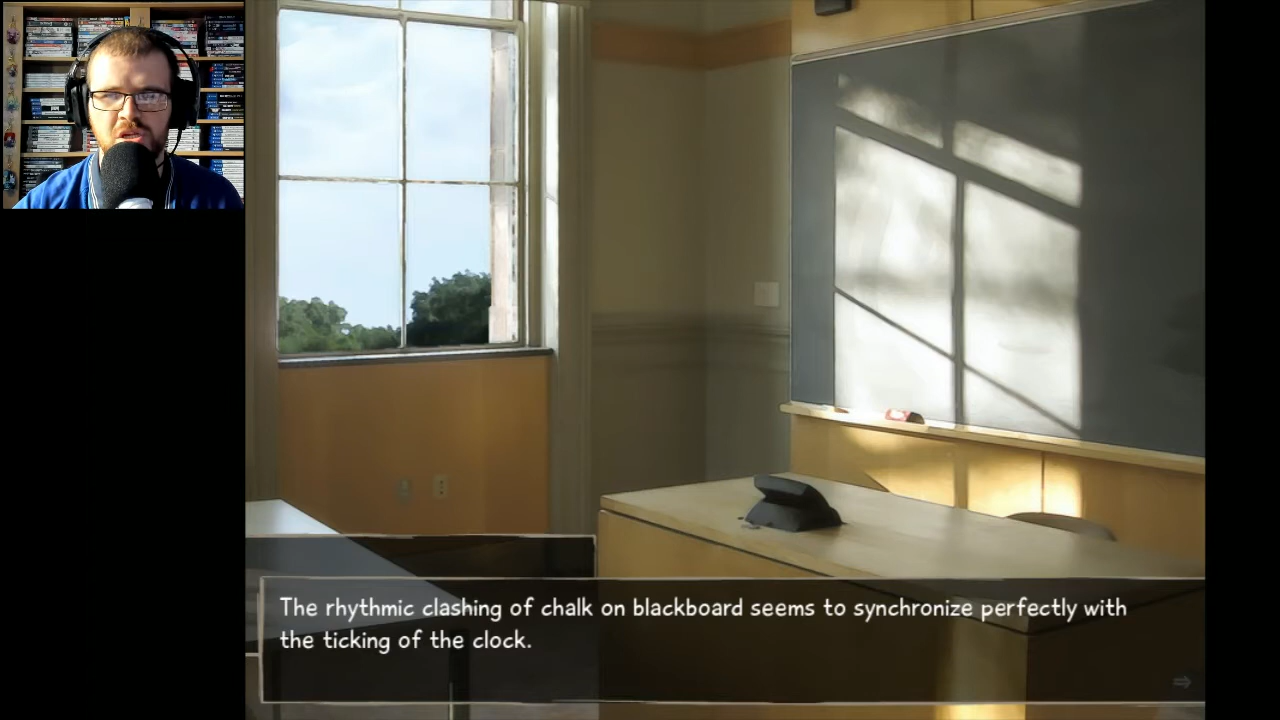 The rhythmic clashing of chalk on blackboard seems to synchronize perfectly with
the ticking of the clock.